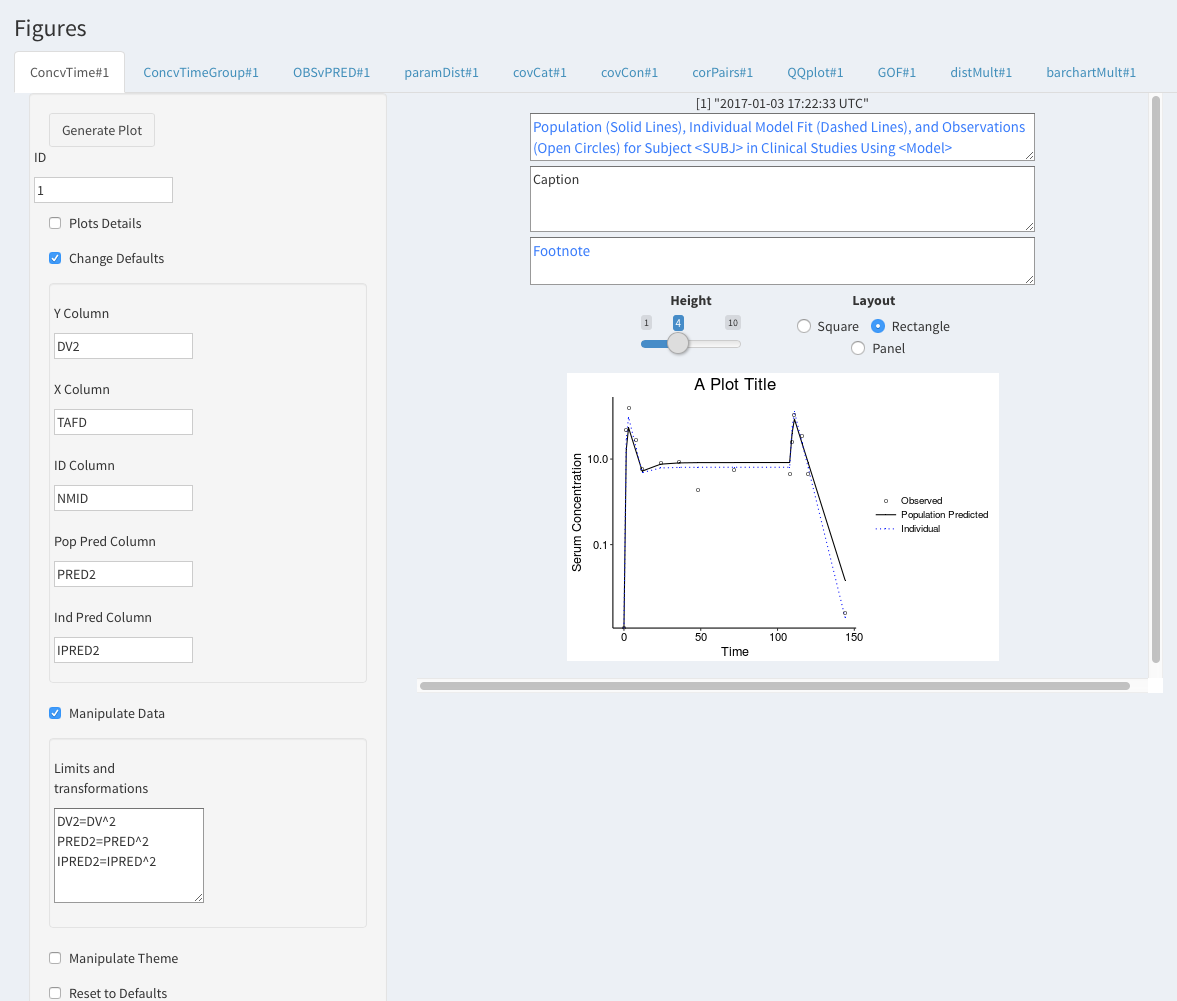 Figures
ConcvTime#1 ConcvTimeGroup#1 OBSvPRED#1 paramDist#1 covCat#1 covCon#1 corPairs#1 QQplot#1 GOF#1 distMult#1 barchartMult#1
Generate Plot
ID
1
Plots Details
Change Defaults
Y Column
DV2
X Column
TAFD
ID Column
NMID
Pop Pred Column
PRED2
Ind Pred Column
IPRED2
Manipulate Data
Limits and
transformations
DV2=DV^2
PRED2=PRED^2
IPRED2=IPRED^2
Manipulate Theme
Reset to Defaults
[1] "2017-01-03 17:22:33 UTC"
Population (Solid Lines), Individual Model Fit (Dashed Lines), and Observations
(Open Circles) for Subject <SUBJ> in Clinical Studies Using <Model>
Caption
Footnote
Height
1 4 10
Layout
Square Rectangle
Panel
A Plot Title
Serum Concentration
10.0
0.1
0 50 100 150
Time
Observed
Population Predicted
Individual